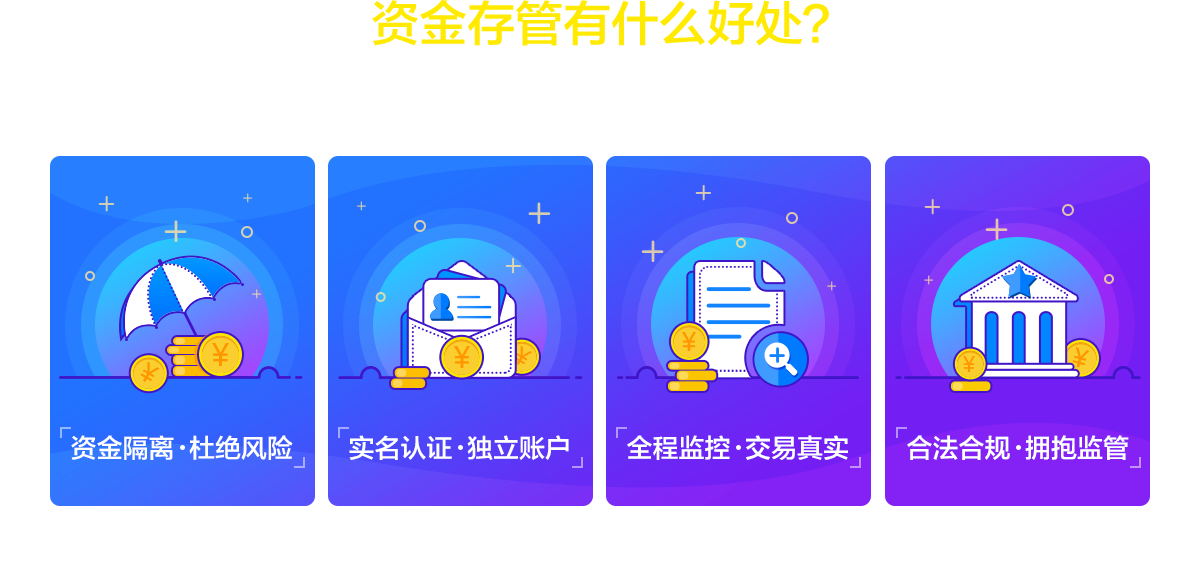 资金存管有什么好处?
资金隔离·杜绝风险
实名认证·独立账户
全程监控·交易真实
合法合规·拥抱监管